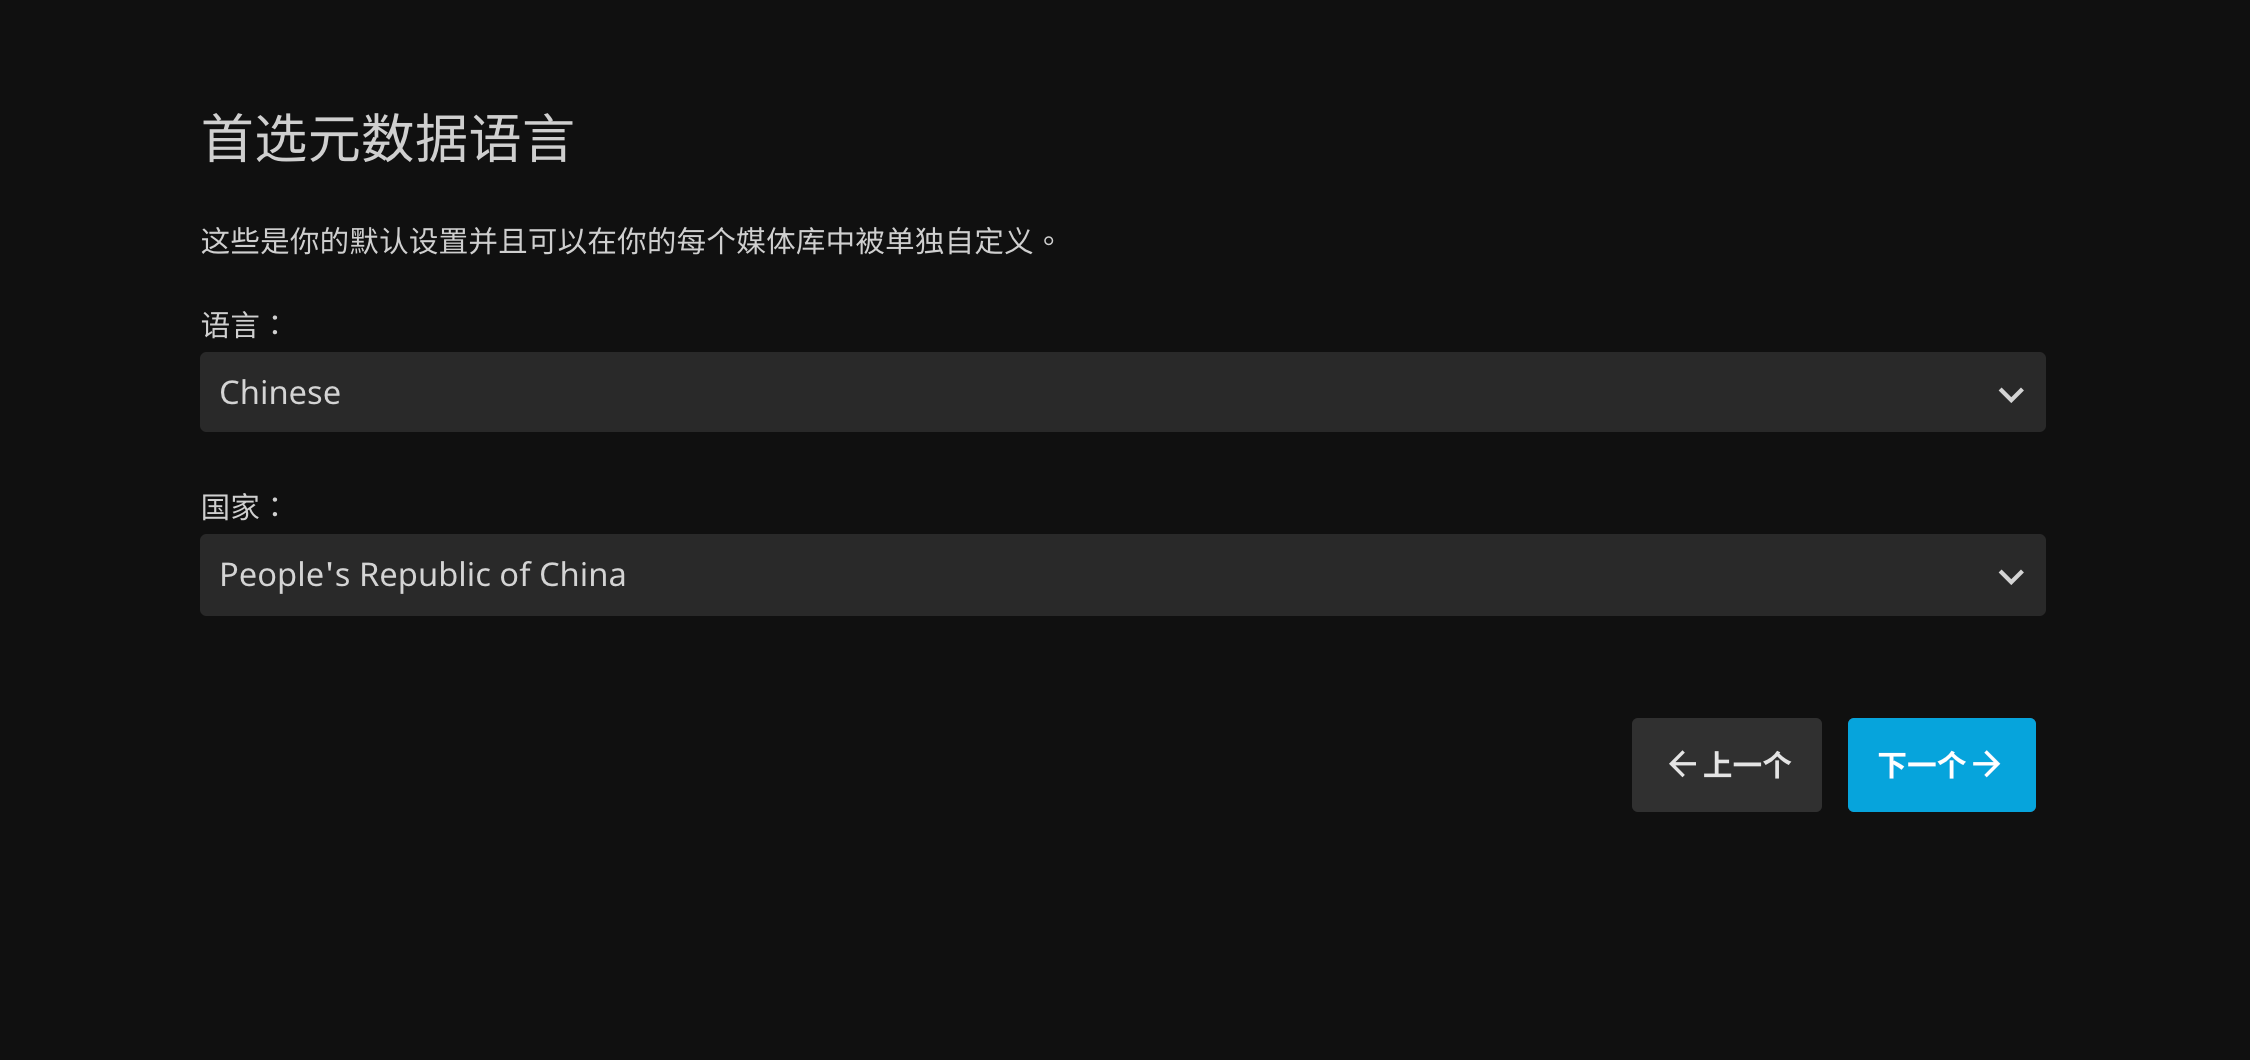 首选元数据语言
这些是你的默认设置并且可以在你的每个媒体库中被单独自定义。
语言：
Chinese
国家：
People's Republic of China
上一个
下一个